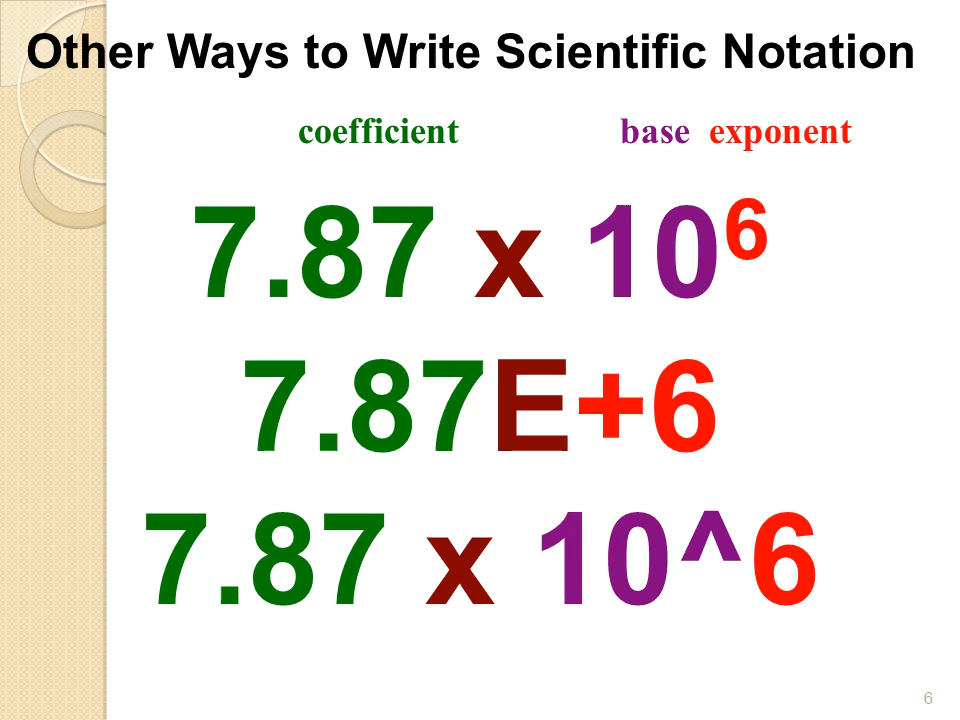 Other Ways to Write Scientific Notation
coefficient base exponent
7.87 x 10⁶
7.87E+6
7.87 x 10^6
6